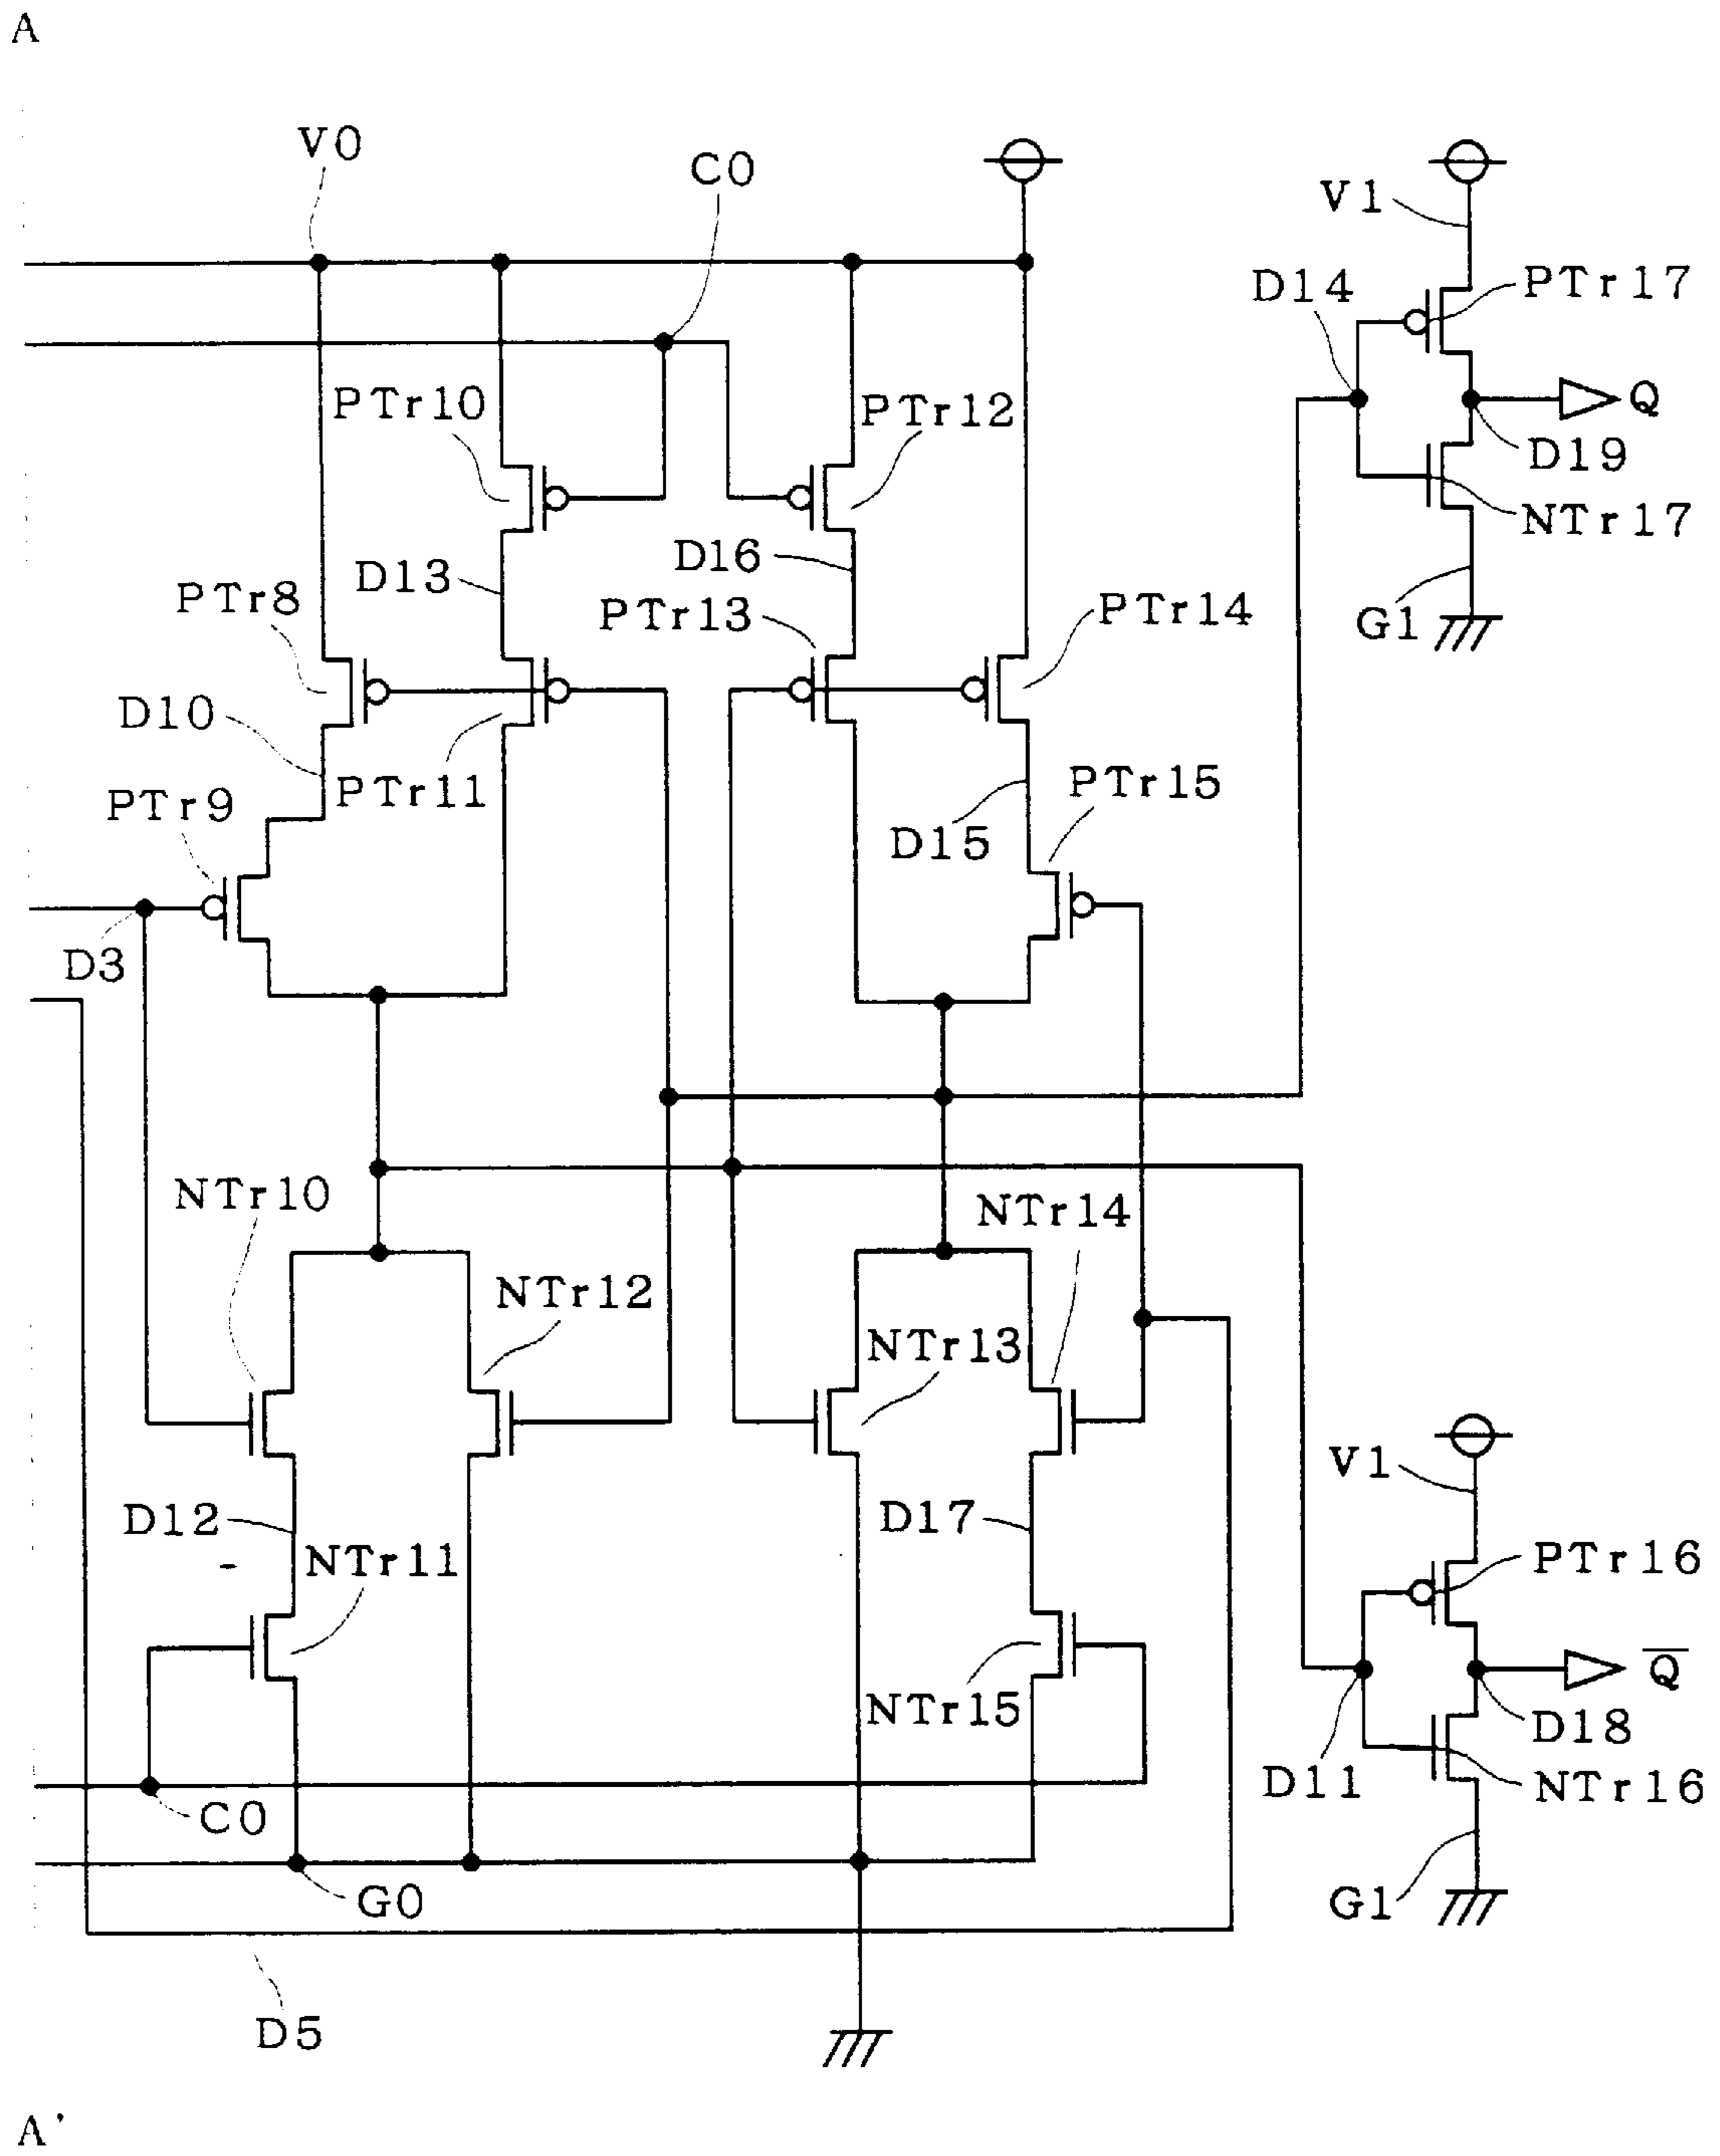 A
V0
C0
V1
D14
PTr17
PTr10
PTr12
Q
D19
D16
NTr17
D13
PTr8
PTr13
PTr14
G1
D10
PTr11
PTr15
PTr9
D15
D3
NTr10
NTr14
NTr12
NTr13
V1
D12
D17
NTr11
PTr16
Q
NTr15
D18
D11
NTr16
C0
G0
G1
D5
A'